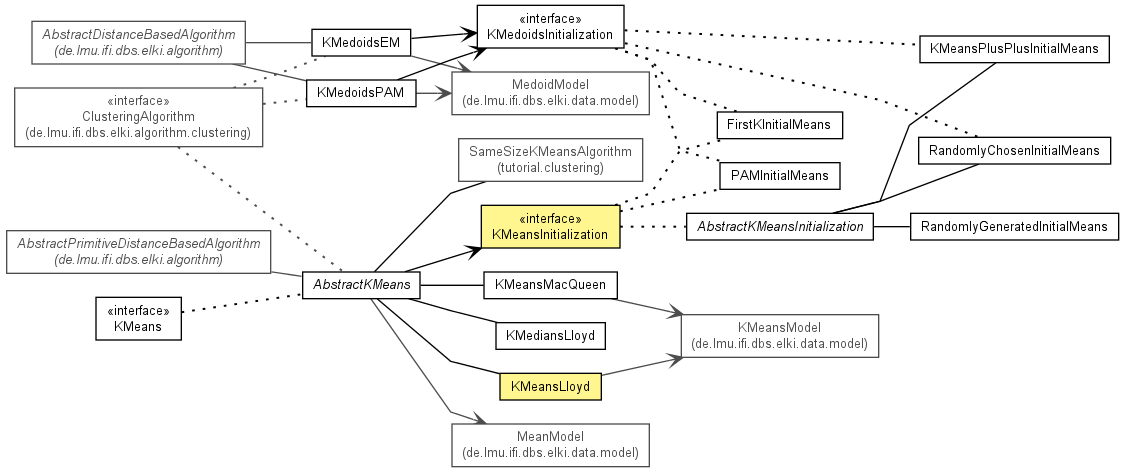 AbstractDistanceBasedAlgorithm
(de.lmu.ifi.dbs.elki.algorithm)
KMedoidsEM
«interface»
KMedoidsInitialization
KMeansPlusPlusInitialMeans
KMedoidsPAM
MedoidModel
(de.lmu.ifi.dbs.elki.data.model)
«interface»
ClusteringAlgorithm
(de.lmu.ifi.dbs.elki.algorithm.clustering)
FirstKInitialMeans
RandomlyChosenInitialMeans
SameSizeKMeansAlgorithm
(tutorial.clustering)
PAMInitialMeans
«interface»
KMeansInitialization
AbstractKMeansInitialization
RandomlyGeneratedInitialMeans
AbstractPrimitiveDistanceBasedAlgorithm
(de.lmu.ifi.dbs.elki.algorithm)
AbstractKMeans
KMeansMacQueen
«interface»
KMeans
KMediansLloyd
KMeansModel
(de.lmu.ifi.dbs.elki.data.model)
KMeansLloyd
MeanModel
(de.lmu.ifi.dbs.elki.data.model)